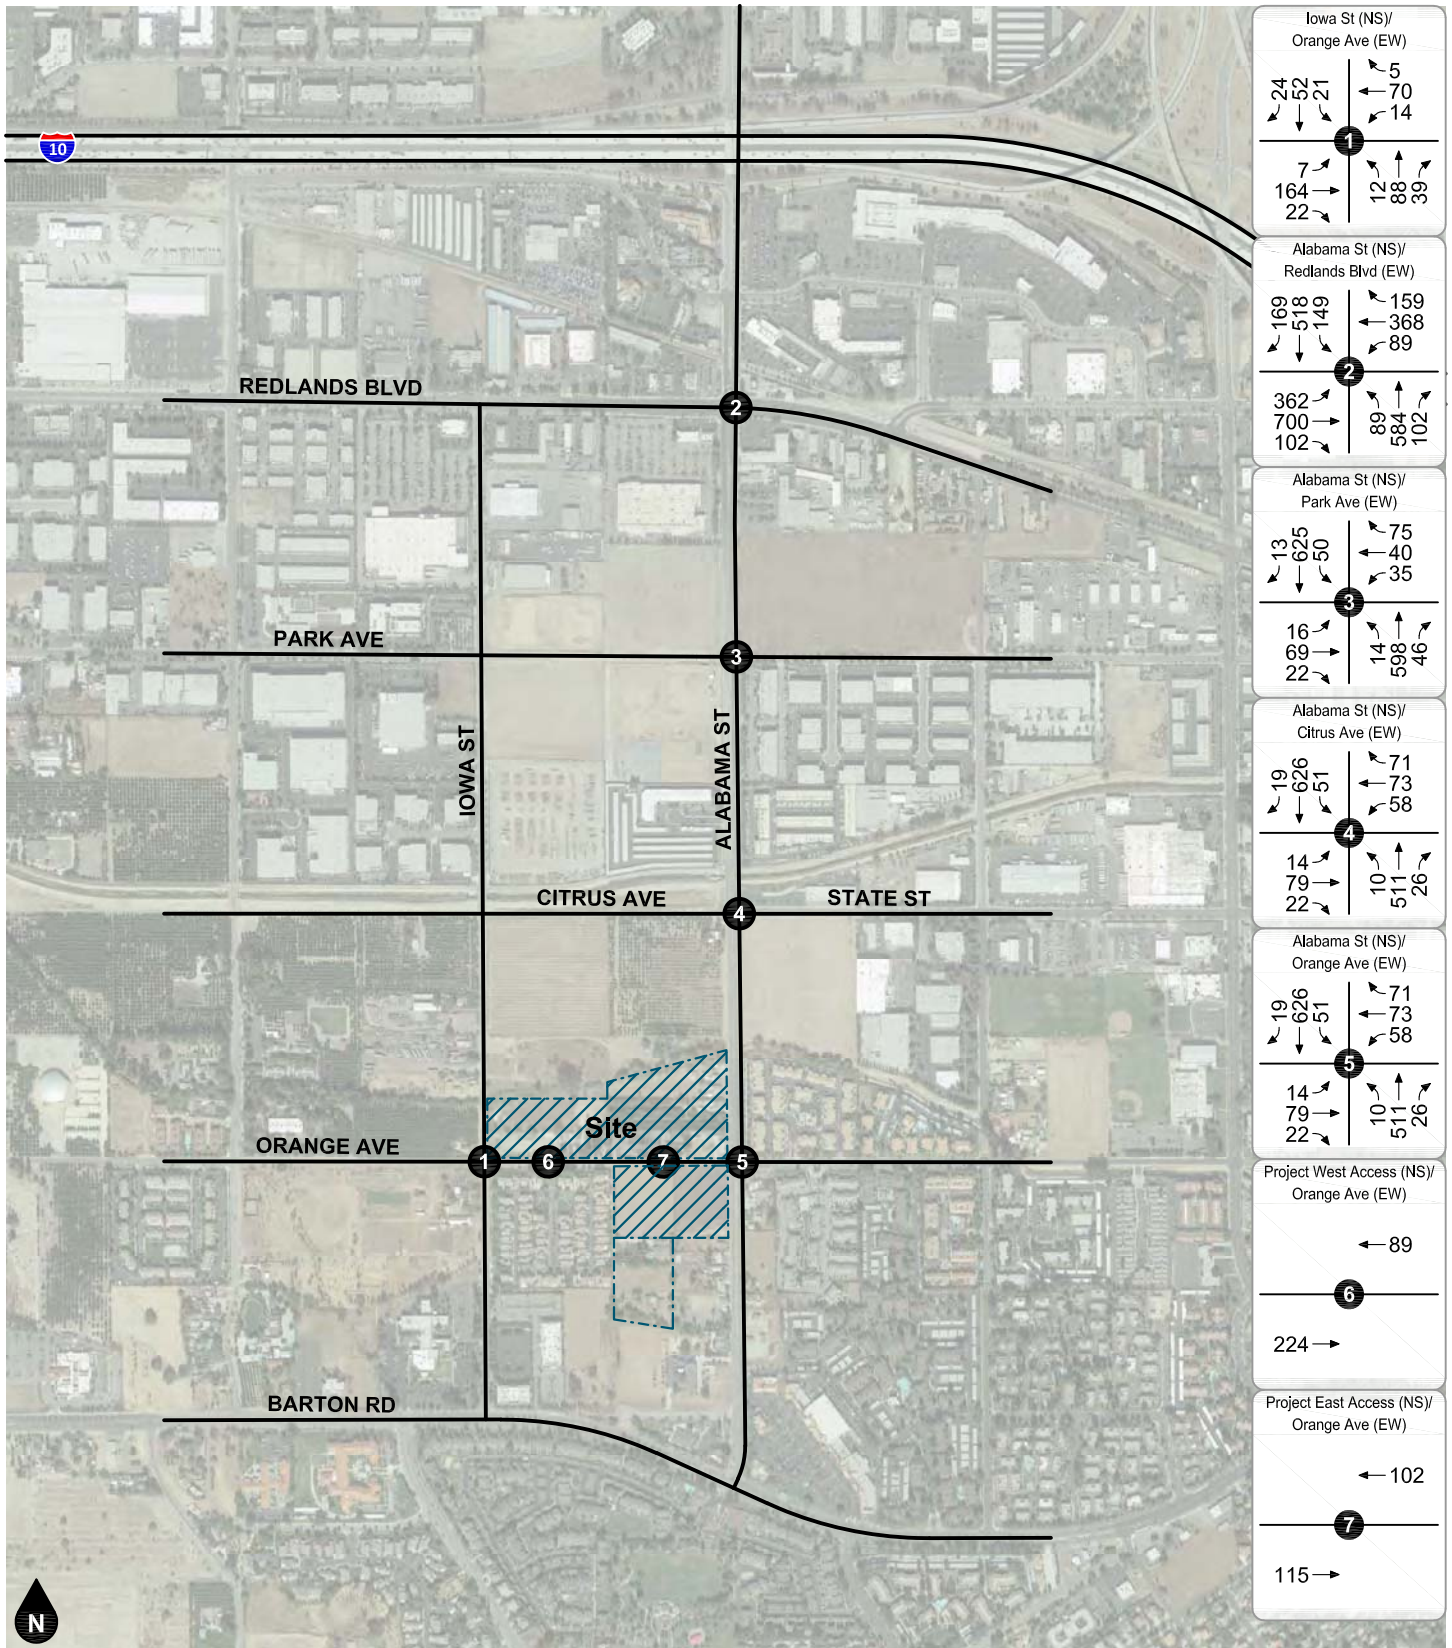 10
REDLANDS BLVD
2
PARK AVE
3
IOWA ST
ALABAMA ST
CITRUS AVE
4
STATE ST
Site
ORANGE AVE
1
6
7
5
BARTON RD
N
Iowa St (NS)/
Orange Ave (EW)
24 52 21
5
70
14
1
7
164
22
12 88 39
Alabama St (NS)/
Redlands Blvd (EW)
169 518 149
159
368
89
2
362
700
102
89 584 102
Alabama St (NS)/
Park Ave (EW)
13 625 50
75
40
35
3
16
69
22
14 598 46
Alabama St (NS)/
Citrus Ave (EW)
19 626 51
71
73
58
4
14
79
22
10 511 26
Alabama St (NS)/
Orange Ave (EW)
19 626 51
71
73
58
5
14
79
22
10 511 26
Project West Access (NS)/
Orange Ave (EW)
89
6
224
Project East Access (NS)/
Orange Ave (EW)
102
7
115